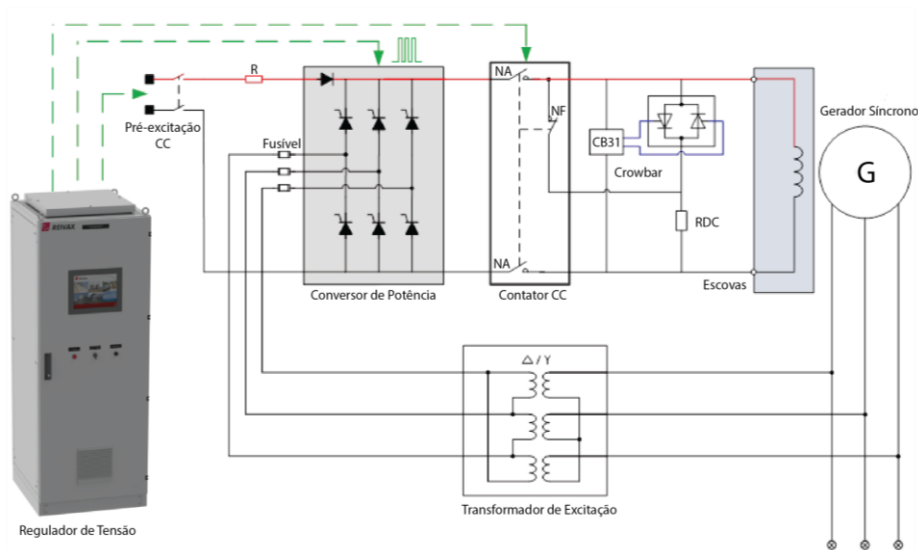 R
NA
Pré-excitação
CC
Fusível
NF
CB31
Crowbar
RDC
Gerador Síncrono
G
REIVAX
NA
Conversor de Potência
Contator CC
Escovas
△ / Y
Transformador de Excitação
Regulador de Tensão